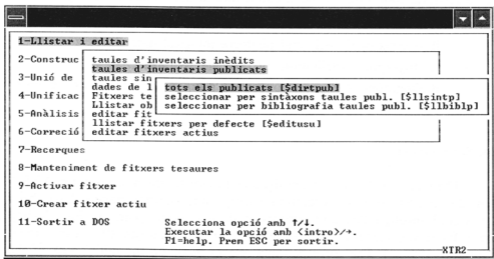 1-Llistar i editar
2-Construc
taules d'inventaris inèdits
taules d'inventaris publicats
3-Unió de
taules sin
dades de l
tots els publicats [$dirtpub]
4-Unificac
Fitxers te
seleccionar per sintàxons taules publ. [$llsintp]
Llistar ob
seleccionar per bibliografia taules publ. [$llbiblp]
5-Anàlisis
editar fit
llistar fitxers per defecte [$editusu]
6-Correció
editar fitxers actius
7-Recerques
8-Manteniment de fitxers tesaures
9-Activar fitxer
10-Crear fitxer actiu
11-Sortir a DOS
Selecciona opció amb ↑/↓.
Executar la opció amb <intro>/→.
F1=help. Prem ESC per sortir.
XTR2